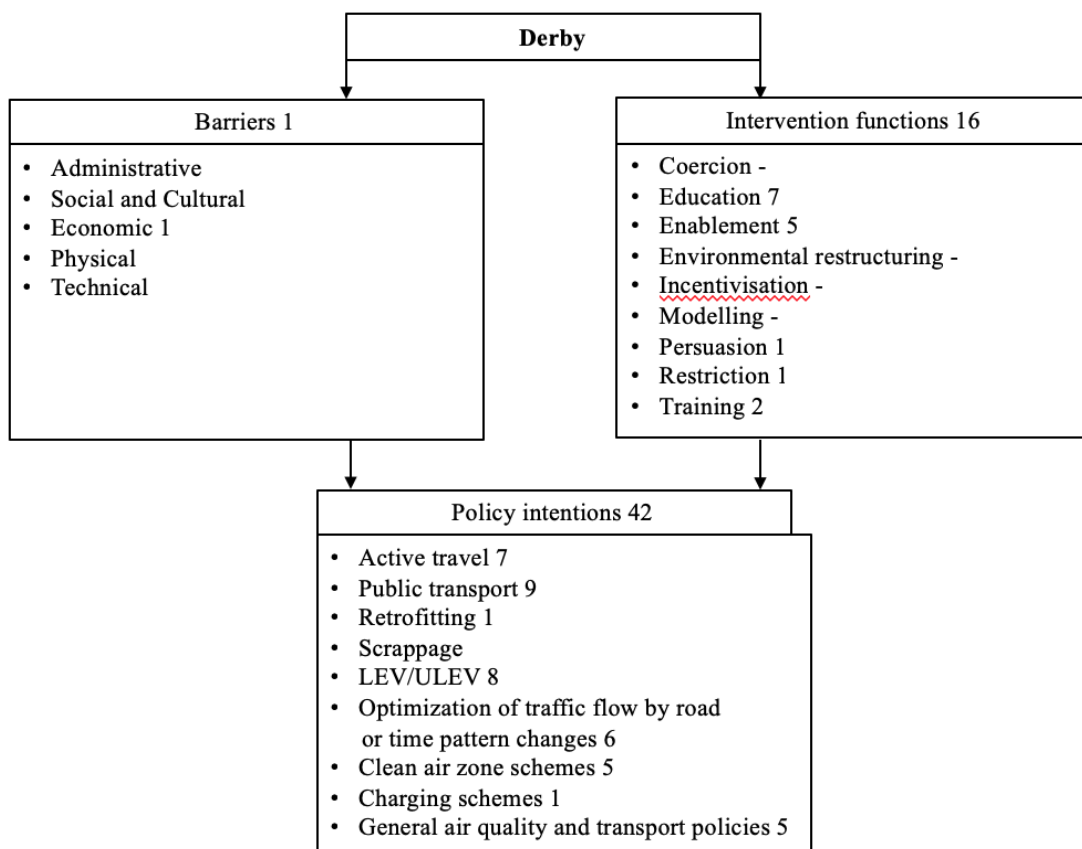 Derby
Barriers 1
• Administrative
• Social and Cultural
• Economic 1
• Physical
• Technical
Intervention functions 16
• Coercion -
• Education 7
• Enablement 5
• Environmental restructuring -
• Incentivisation -
• Modelling -
• Persuasion 1
• Restriction 1
• Training 2
Policy intentions 42
• Active travel 7
• Public transport 9
• Retrofitting 1
• Scrappage
• LEV/ULEV 8
• Optimization of traffic flow by road
or time pattern changes 6
• Clean air zone schemes 5
• Charging schemes 1
• General air quality and transport policies 5